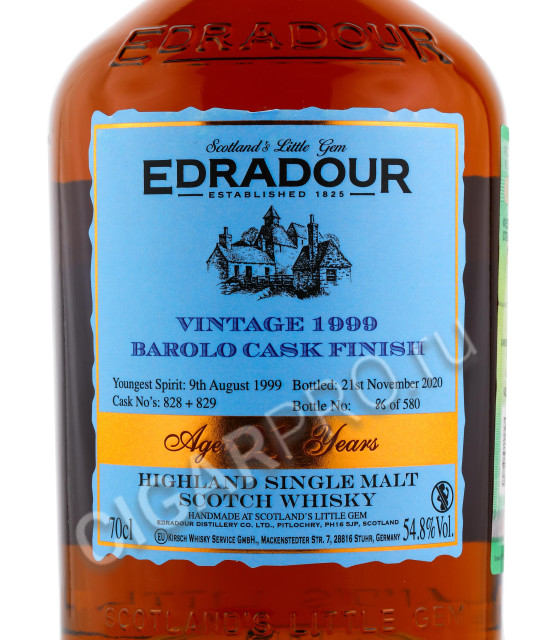 EDRADOUR
Scotland's Little Gem
EDRADOUR
ESTABLISHED 1825
VINTAGE 1999
BAROLO CASK FINISH
Youngest Spirit: 9th August 1999 Bottled: 21st November 2020
Cask No's: 828 + 829 Bottle No: of 580
Aged Years
HIGHLAND SINGLE MALT
SCOTCH WHISKY
HANDMADE AT SCOTLAND'S LITTLE GEM
EDRADOUR DISTILLERY CO. LTD., PITLOCHRY, PH16 5JP, SCOTLAND
70cl 54.8% Vol.
EU KIRSCH WHISKY SERVICE GMBH., MACKENSTEDTER STR. 7, 28816 STUHR, GERMANY
SCOTLAND'S LITTLE GEM
CIGARPRO.ru